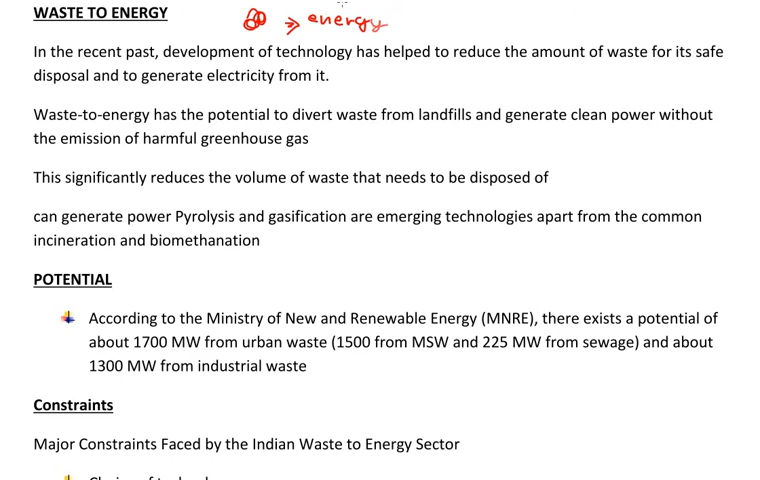 WASTE TO ENERGY
energy
In the recent past, development of technology has helped to reduce the amount of waste for its safe
disposal and to generate electricity from it.
Waste-to-energy has the potential to divert waste from landfills and generate clean power without
the emission of harmful greenhouse gas
This significantly reduces the volume of waste that needs to be disposed of
can generate power Pyrolysis and gasification are emerging technologies apart from the common
incineration and biomethanation
POTENTIAL
According to the Ministry of New and Renewable Energy (MNRE), there exists a potential of
about 1700 MW from urban waste (1500 from MSW and 225 MW from sewage) and about
1300 MW from industrial waste
Constraints
Major Constraints Faced by the Indian Waste to Energy Sector